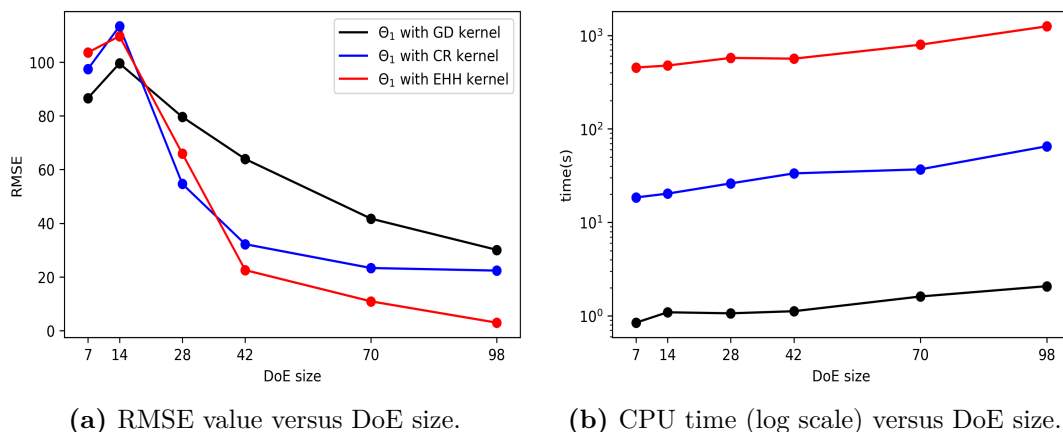 Θ₁ with GD kernel
Θ₁ with CR kernel
Θ₁ with EHH kernel
RMSE
100
80
60
40
20
0
7 14 28 42 70 98
DoE size
(a) RMSE value versus DoE size.
time(s)
10³
10²
10¹
10⁰
7 14 28 42 70 98
DoE size
(b) CPU time (log scale) versus DoE size.